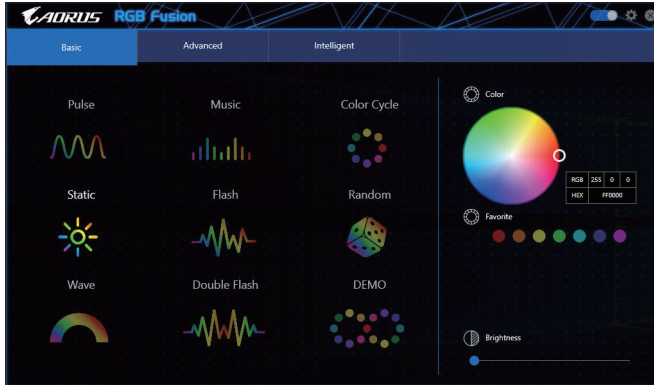 AORUS RGB Fusion
Basic Advanced Intelligent
Pulse Music Color Cycle
Static Flash Random
Wave Double Flash DEMO
Color
RGB 255 0 0
HEX FF0000
Favorite
Brightness